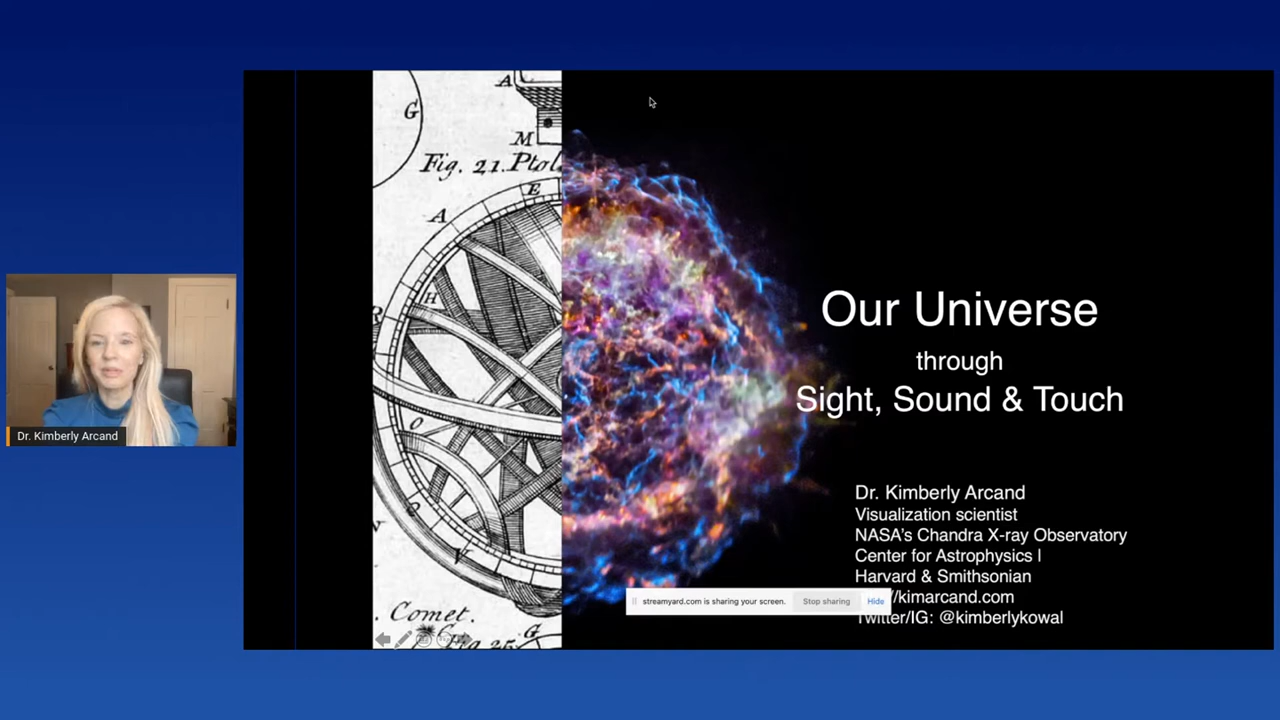 Dr. Kimberly Arcand
A
G
M
Fig. 21. Ptol
E
A
H
R
O
V
. Comet.
G
Our Universe
through
Sight, Sound & Touch
Dr. Kimberly Arcand
Visualization scientist
NASA's Chandra X-ray Observatory
Center for Astrophysics |
Harvard & Smithsonian
/kimarcand.com
Twitter/IG: @kimberlykowal
streamyard.com is sharing your screen.
Stop sharing
Hide